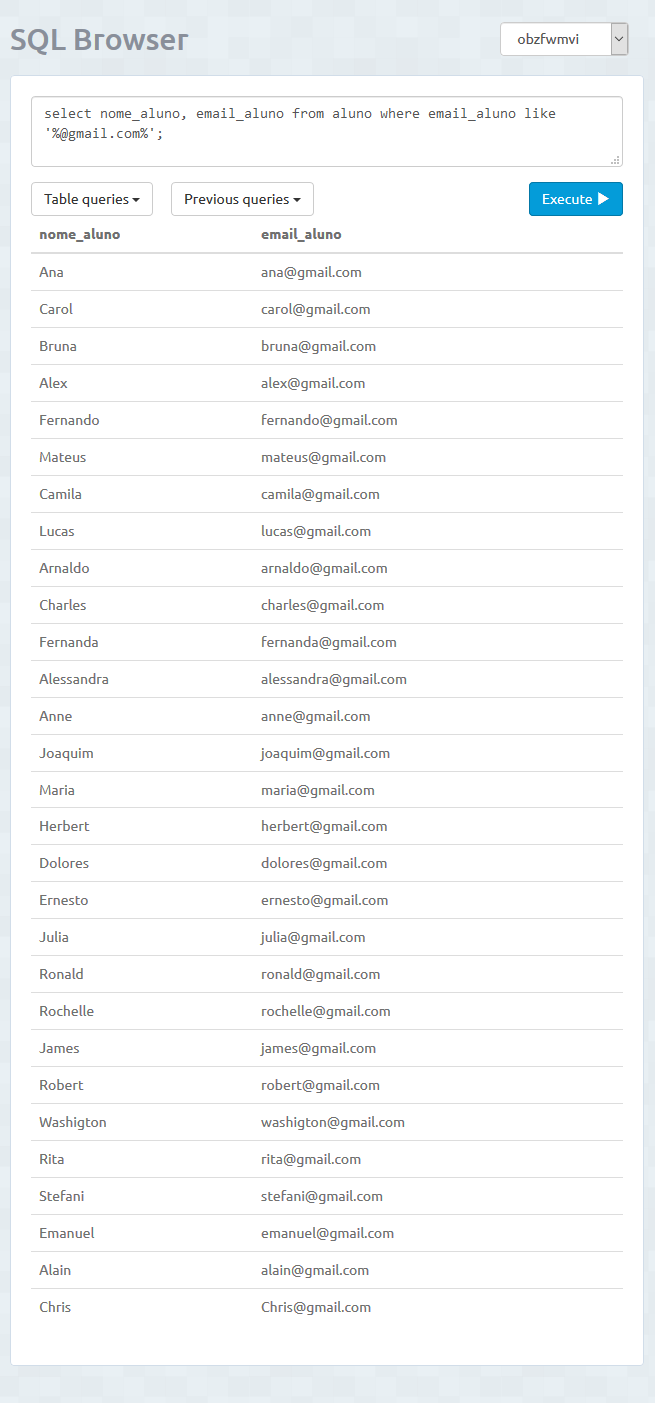 SQL Browser
obzfwmvi
select nome_aluno, email_aluno from aluno where email_aluno like
'%@gmail.com%';
Table queries Previous queries Execute
nome_aluno email_aluno
Ana ana@gmail.com
Carol carol@gmail.com
Bruna bruna@gmail.com
Alex alex@gmail.com
Fernando fernando@gmail.com
Mateus mateus@gmail.com
Camila camila@gmail.com
Lucas lucas@gmail.com
Arnaldo arnaldo@gmail.com
Charles charles@gmail.com
Fernanda fernanda@gmail.com
Alessandra alessandra@gmail.com
Anne anne@gmail.com
Joaquim joaquim@gmail.com
Maria maria@gmail.com
Herbert herbert@gmail.com
Dolores dolores@gmail.com
Ernesto ernesto@gmail.com
Julia julia@gmail.com
Ronald ronald@gmail.com
Rochelle rochelle@gmail.com
James james@gmail.com
Robert robert@gmail.com
Washigton washigton@gmail.com
Rita rita@gmail.com
Stefani stefani@gmail.com
Emanuel emanuel@gmail.com
Alain alain@gmail.com
Chris Chris@gmail.com